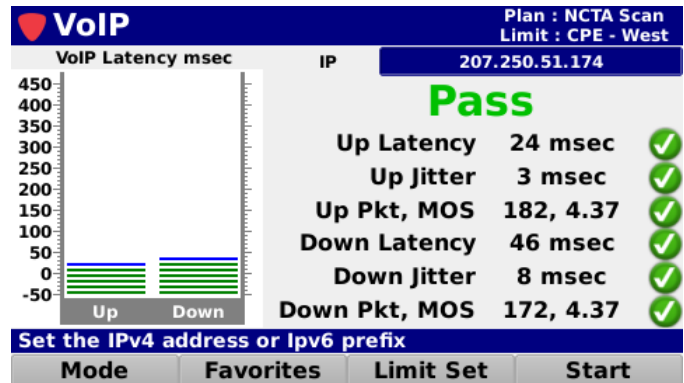 VoIP
Plan : NCTA Scan
Limit : CPE - West
VoIP Latency msec
IP 207.250.51.174
450
400
350
300
250
200
150
100
50
0
-50
Up Down
Pass
Up Latency 24 msec
Up Jitter 3 msec
Up Pkt, MOS 182, 4.37
Down Latency 46 msec
Down Jitter 8 msec
Down Pkt, MOS 172, 4.37
Set the IPv4 address or Ipv6 prefix
Mode Favorites Limit Set Start